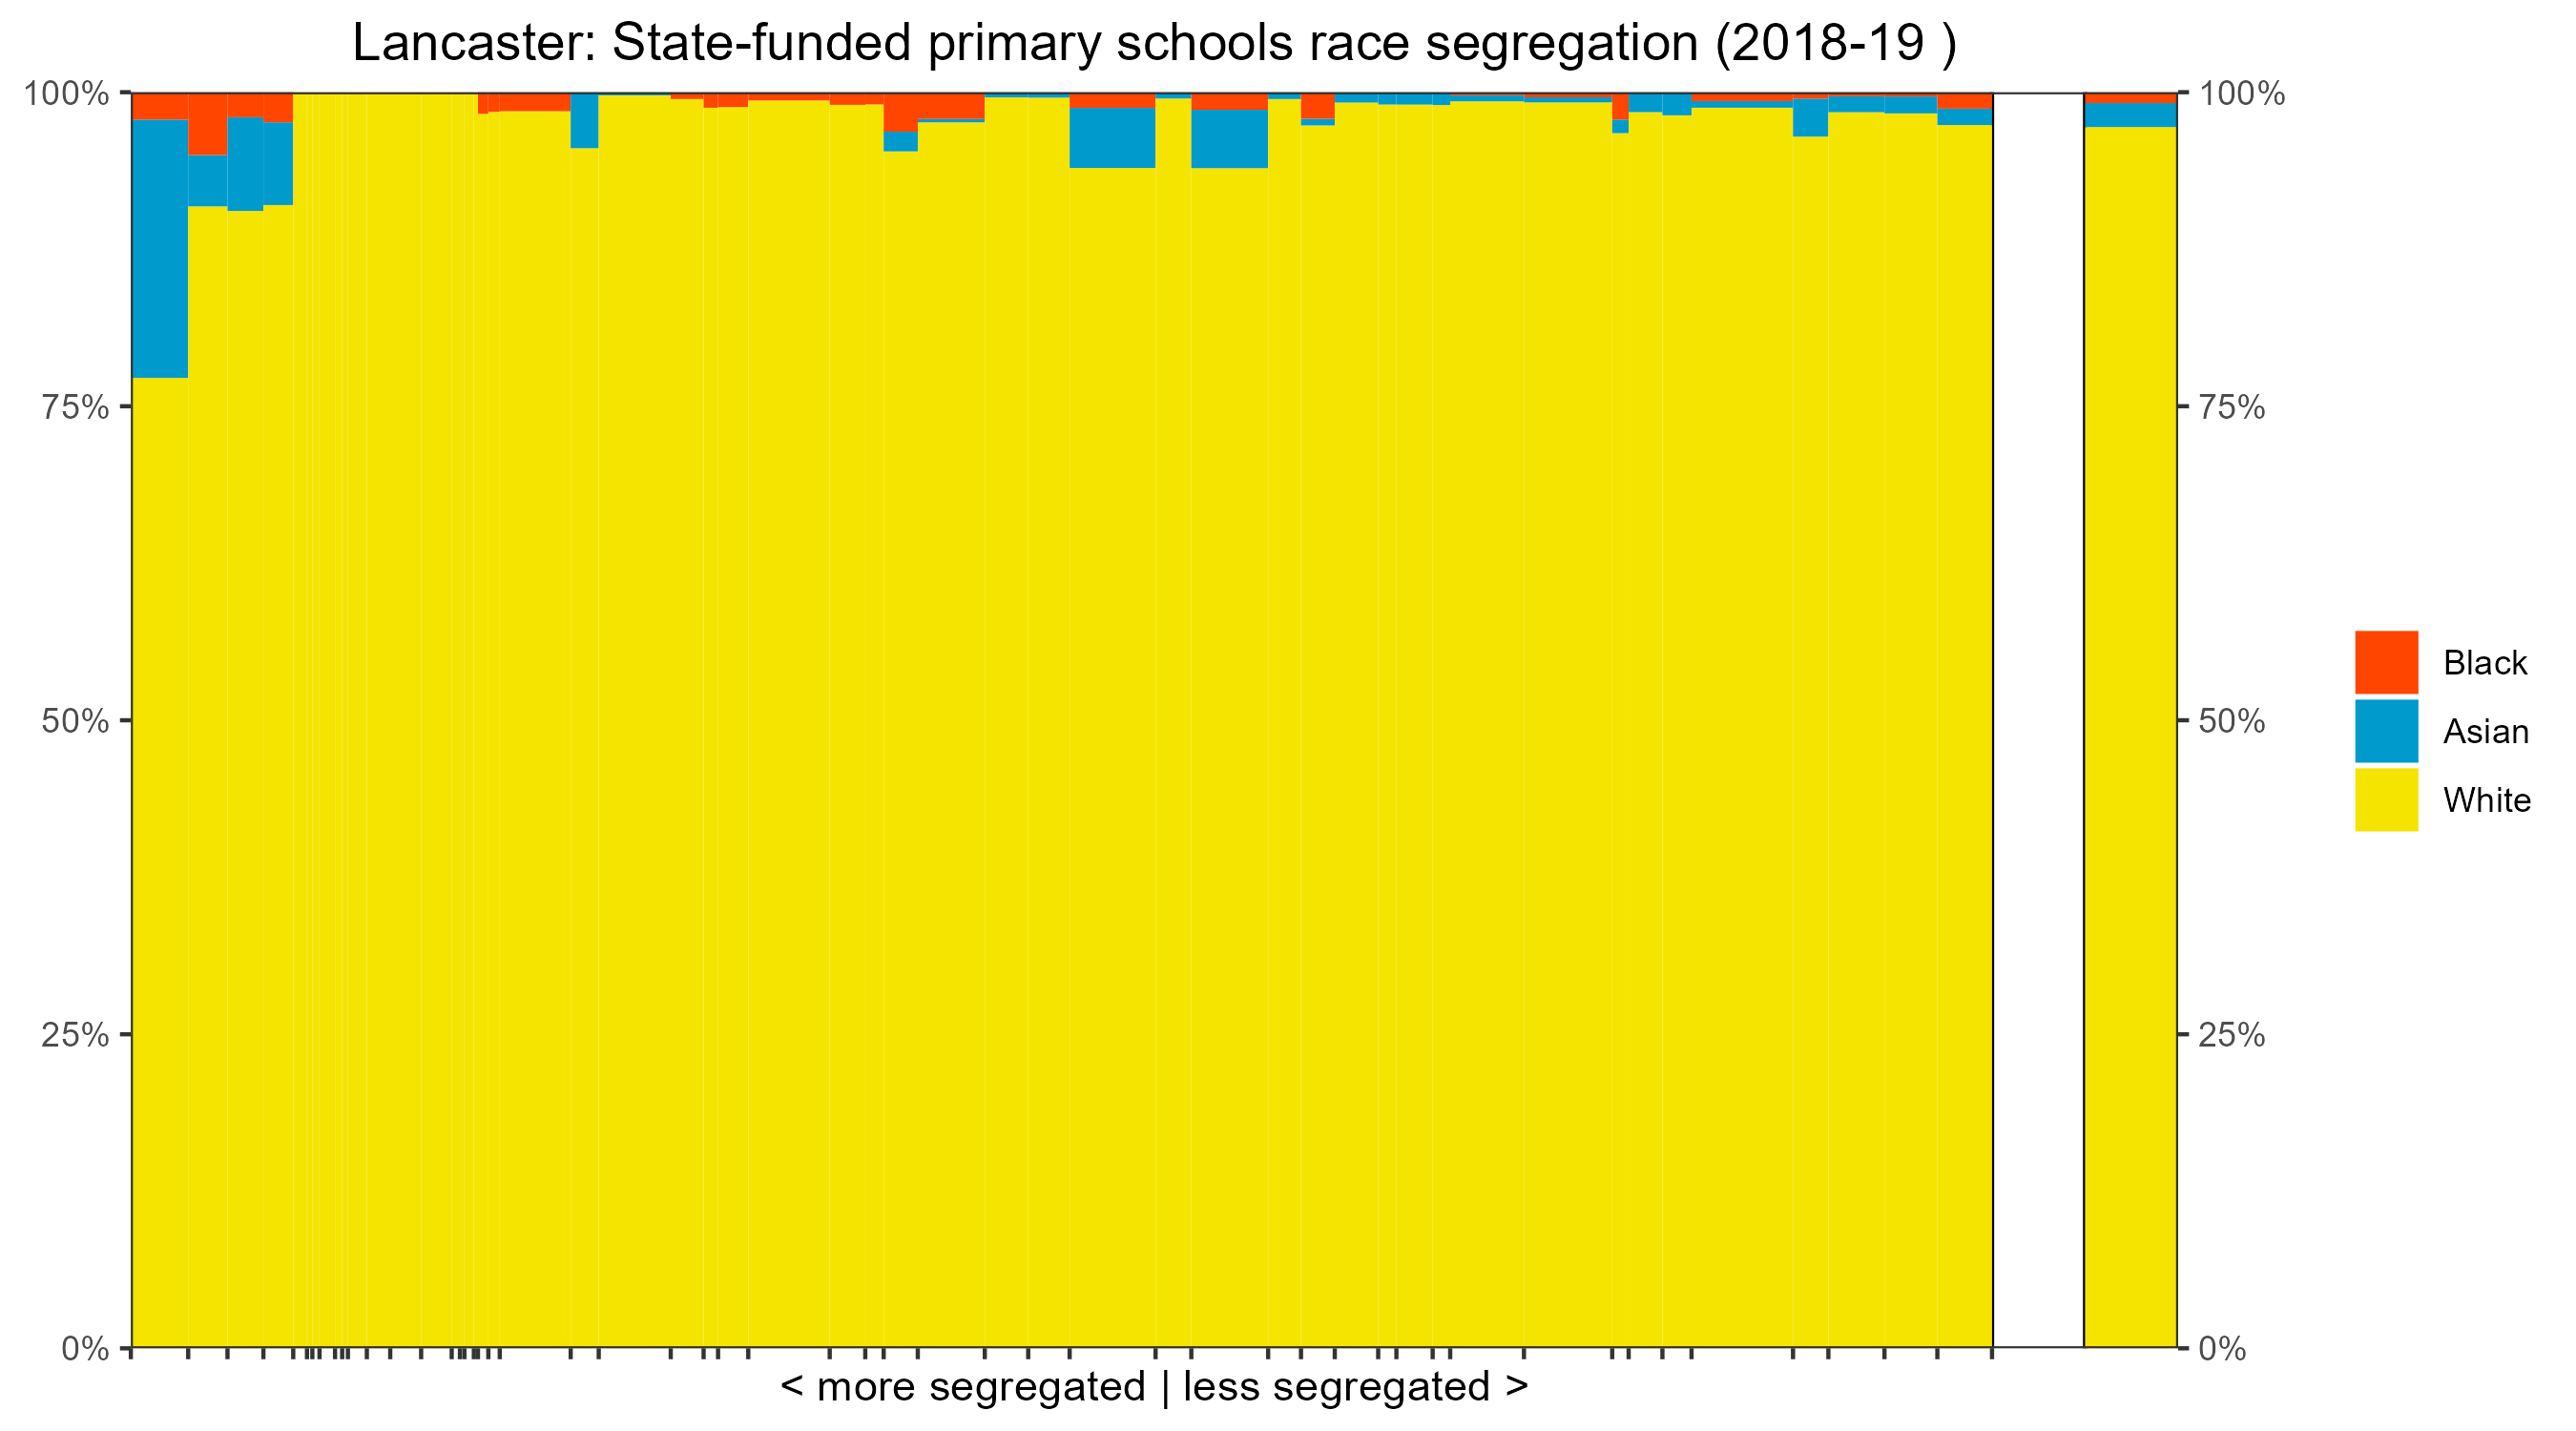 Lancaster: State-funded primary schools race segregation (2018-19 )
100%
100%
75%
75%
50%
50%
25%
25%
0%
0%
Black
Asian
White
< more segregated | less segregated >